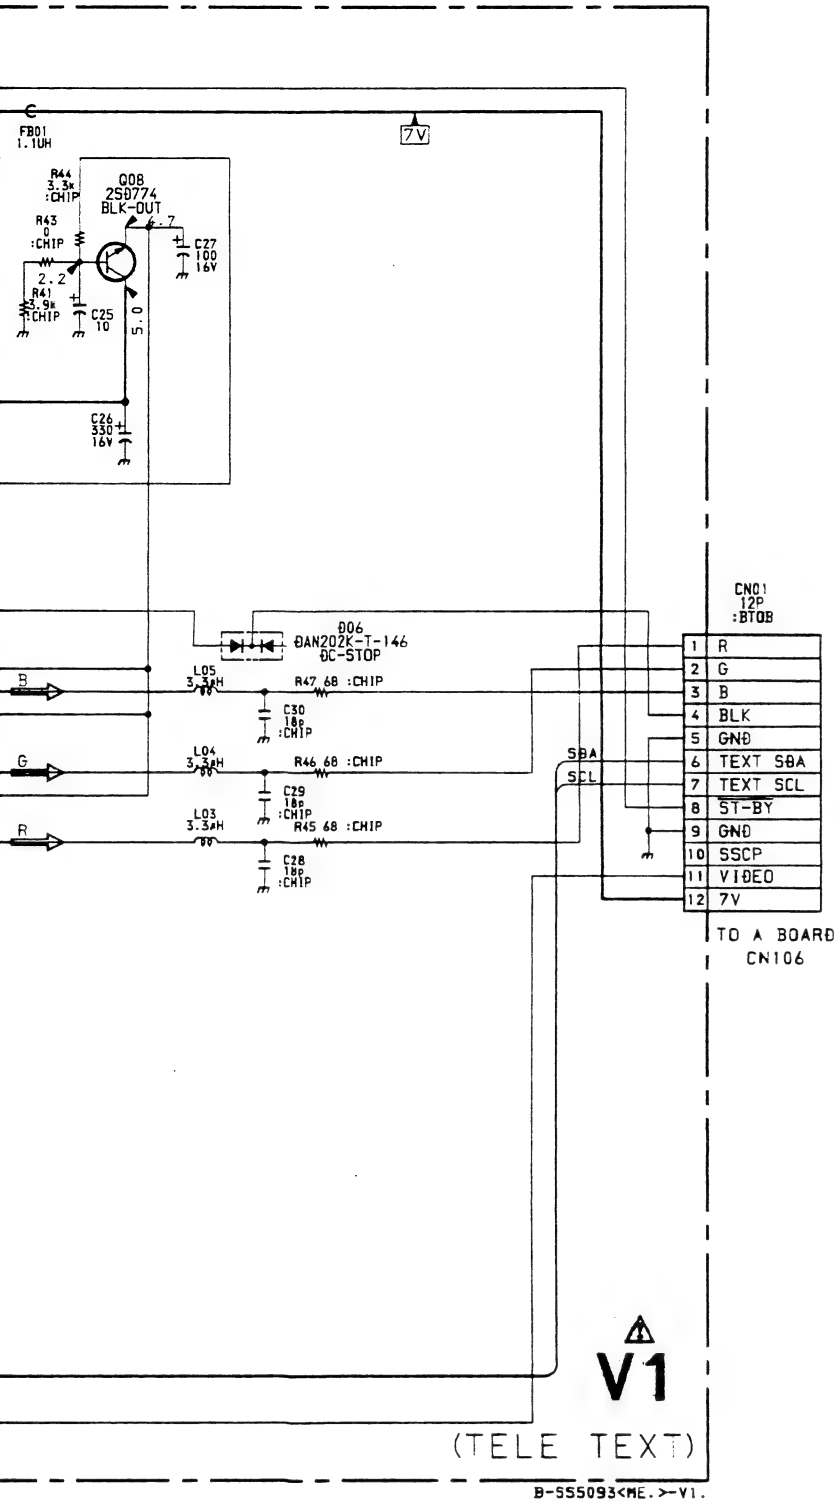 FB01
1.1UH
7V
R44
3.3k
:CHIP
Q08
2SD774
BLK-OUT
4.7
R43
0
:CHIP
C27
100
16V
2.2
R41
3.9k
:CHIP
C25
10
5.0
C26
330
16V
CN01
12P
:BTOB
D06
DAN202K-T-146
DC-STOP
1 R
2 G
3 B
4 BLK
5 GND
6 TEXT SDA
7 TEXT SCL
8 ST-BY
9 GND
10 SSCP
11 VIDEO
12 7V
B
L05
3.3μH
R47 68 :CHIP
C30
18p
:CHIP
SDA
SCL
G
L04
3.3μH
R46 68 :CHIP
C29
18p
:CHIP
R
L03
3.3μH
R45 68 :CHIP
C28
18p
:CHIP
TO A BOARD
CN106
V1
(TELE TEXT)
B-SS5093<ME.>-V1.